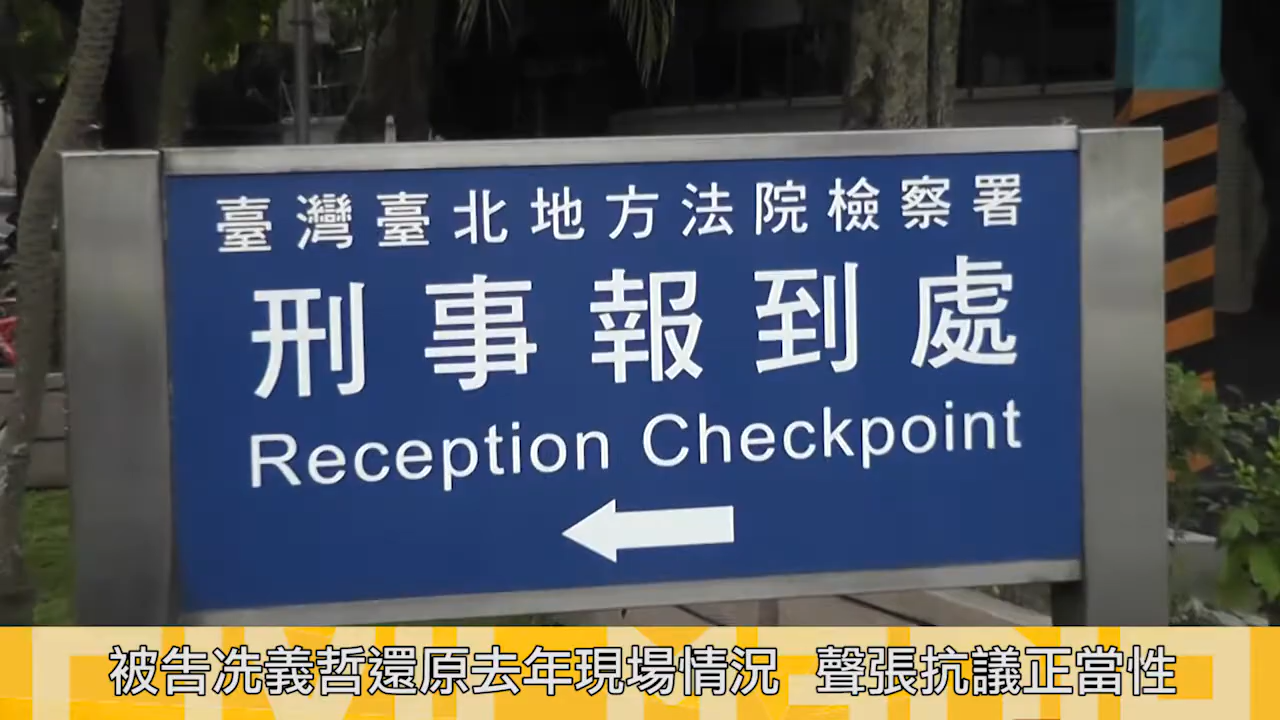 臺灣臺北地方法院檢察署
刑事報到處
Reception Checkpoint
被告冼義哲還原去年現場情況 聲張抗議正當性